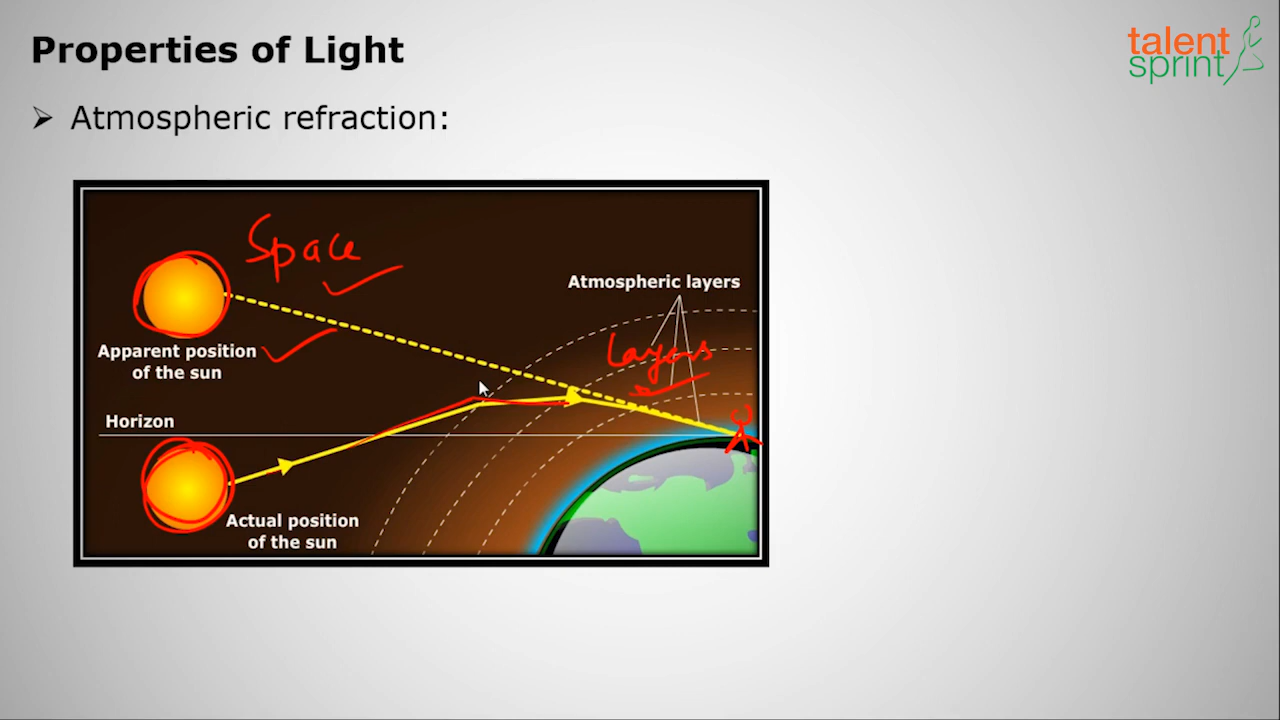 Properties of Light
talent
sprint
➢ Atmospheric refraction:
Space
Atmospheric layers
Layers
Apparent position
of the sun
Horizon
Actual position
of the sun